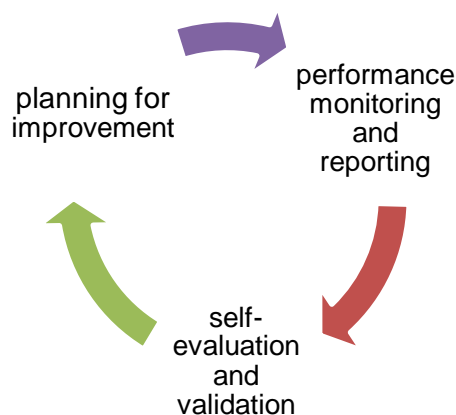 planning for
improvement
performance
monitoring
and
reporting
self-
evaluation
and
validation